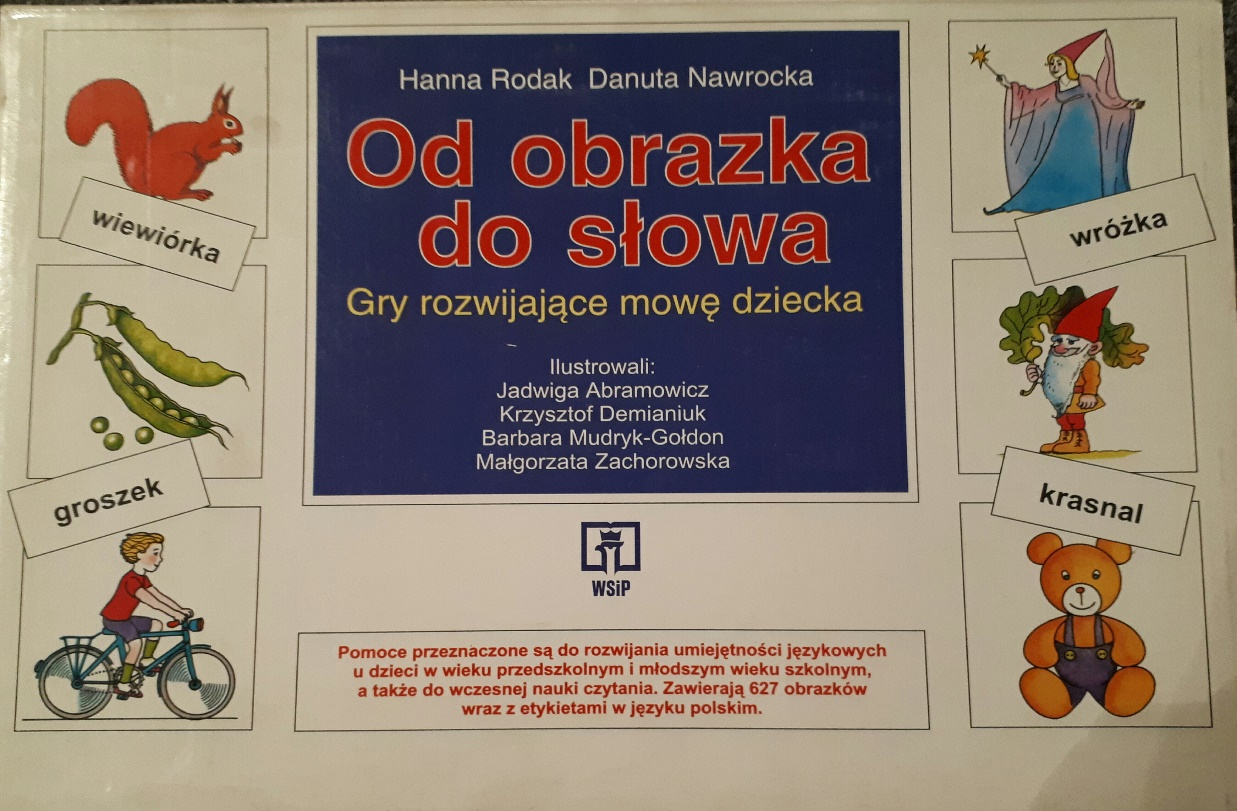 Hanna Rodak Danuta Nawrocka
Od obrazka
do słowa
Gry rozwijające mowę dziecka
Ilustrowali:
Jadwiga Abramowicz
Krzysztof Demianiuk
Barbara Mudryk-Gołdon
Małgorzata Zachorowska
wiewiórka
groszek
wróżka
krasnal
WSiP
Pomoce przeznaczone są do rozwijania umiejętności językowych
u dzieci w wieku przedszkolnym i młodszym wieku szkolnym,
a także do wczesnej nauki czytania. Zawierają 627 obrazków
wraz z etykietami w języku polskim.